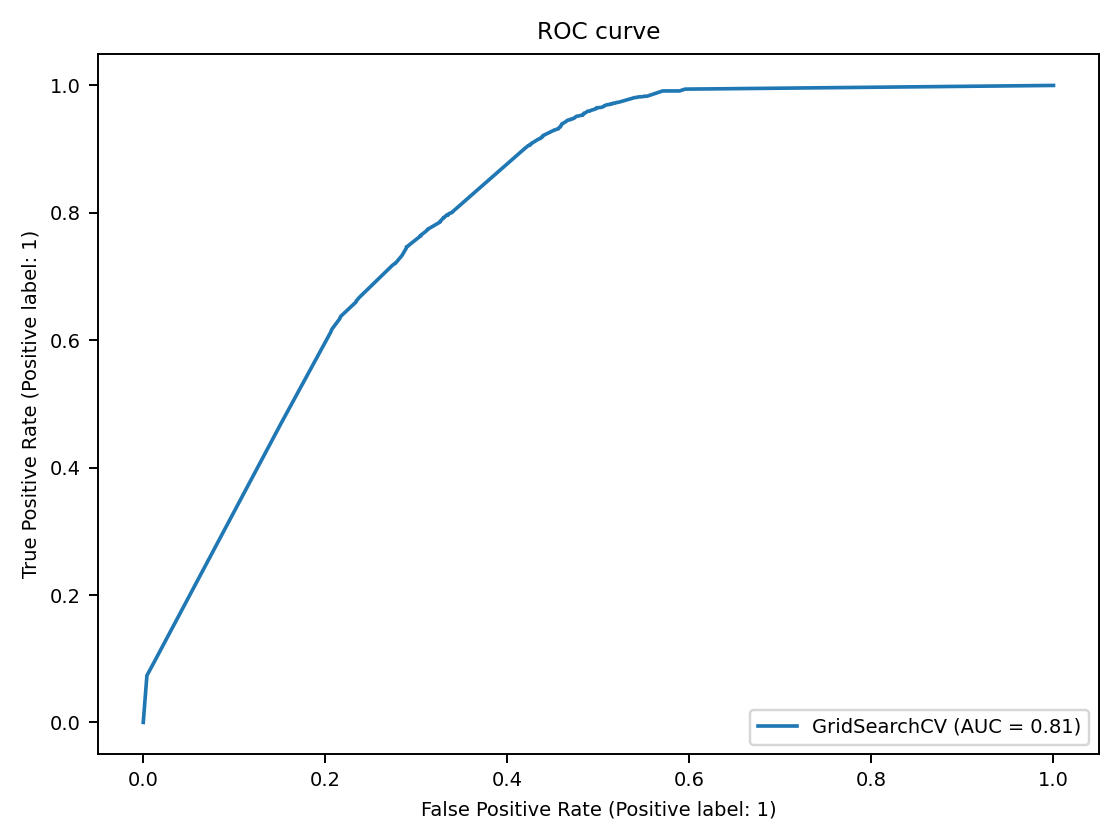 ROC curve
True Positive Rate (Positive label: 1)
1.0
0.8
0.6
0.4
0.2
0.0
GridSearchCV (AUC = 0.81)
0.0 0.2 0.4 0.6 0.8 1.0
False Positive Rate (Positive label: 1)